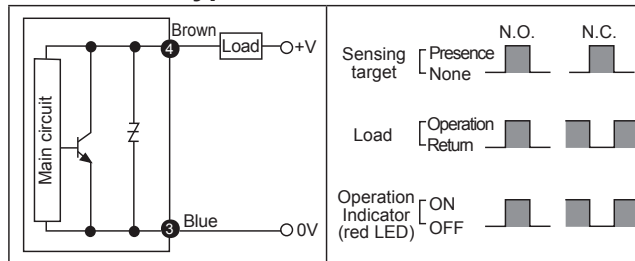 Brown
4
Load
+V
Main circuit
3
Blue
0V
N.O.
N.C.
Sensing target
Presence
None
Load
Operation
Return
Operation Indicator (red LED)
ON
OFF